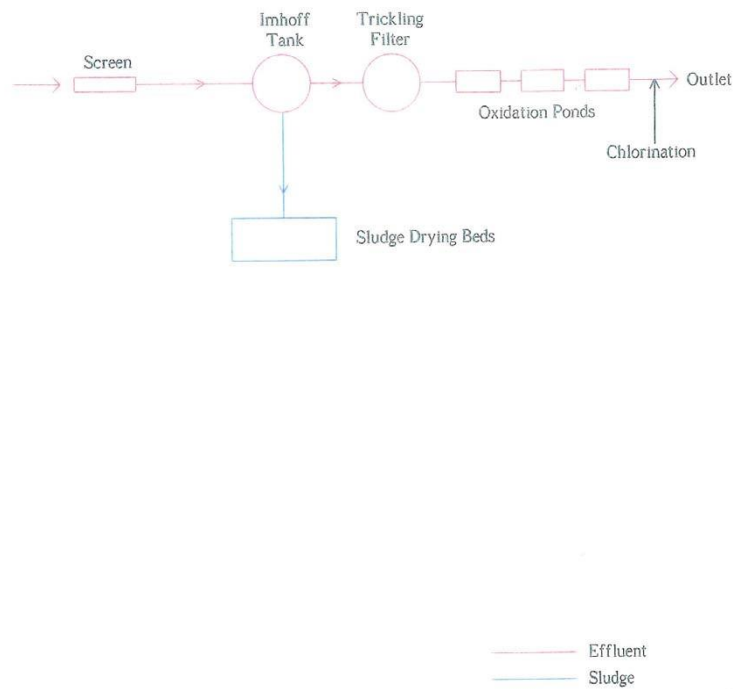 Imhoff
Tank
Trickling
Filter
Screen
Outlet
Oxidation Ponds
Chlorination
Sludge Drying Beds
Effluent
Sludge